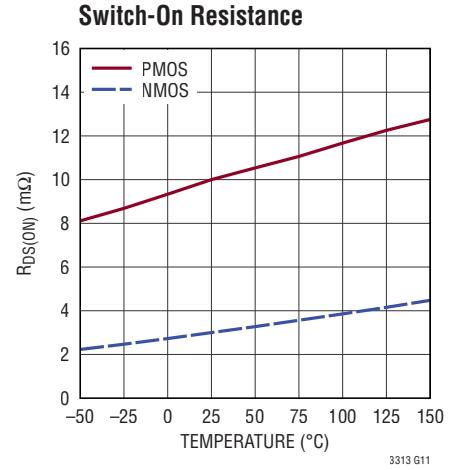 Switch-On Resistance
16
14
12
10
8
6
4
2
0
RDS(ON) (mΩ)
PMOS
NMOS
–50 –25 0 25 50 75 100 125 150
TEMPERATURE (°C)
3313 G11